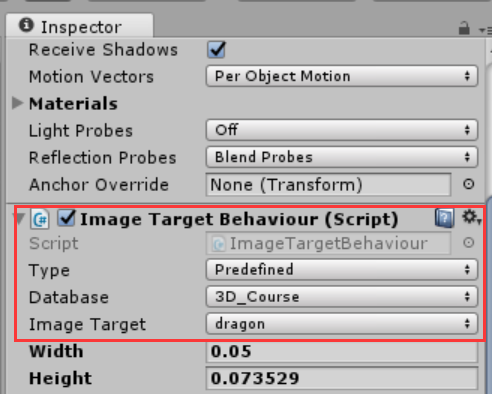 Inspector
Receive Shadows
Motion Vectors Per Object Motion
Materials
Light Probes Off
Reflection Probes Blend Probes
Anchor Override None (Transform)
C# Image Target Behaviour (Script)
Script ImageTargetBehaviour
Type Predefined
Database 3D_Course
Image Target dragon
Width 0.05
Height 0.073529